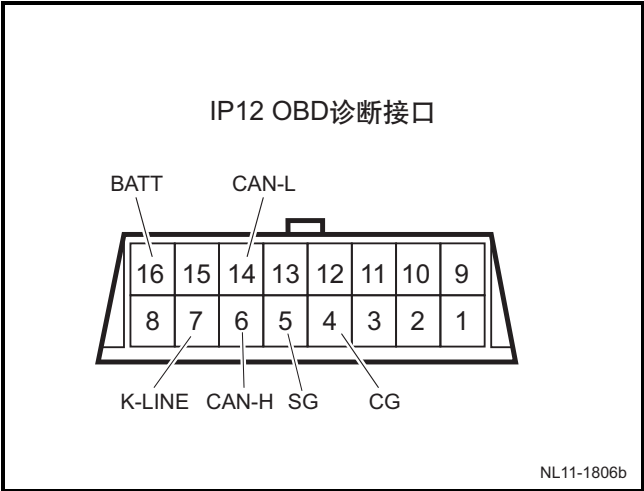 IP12 OBD诊断接口
BATT CAN-L
16 15 14 13 12 11 10 9
8 7 6 5 4 3 2 1
K-LINE CAN-H SG CG
NL11-1806b